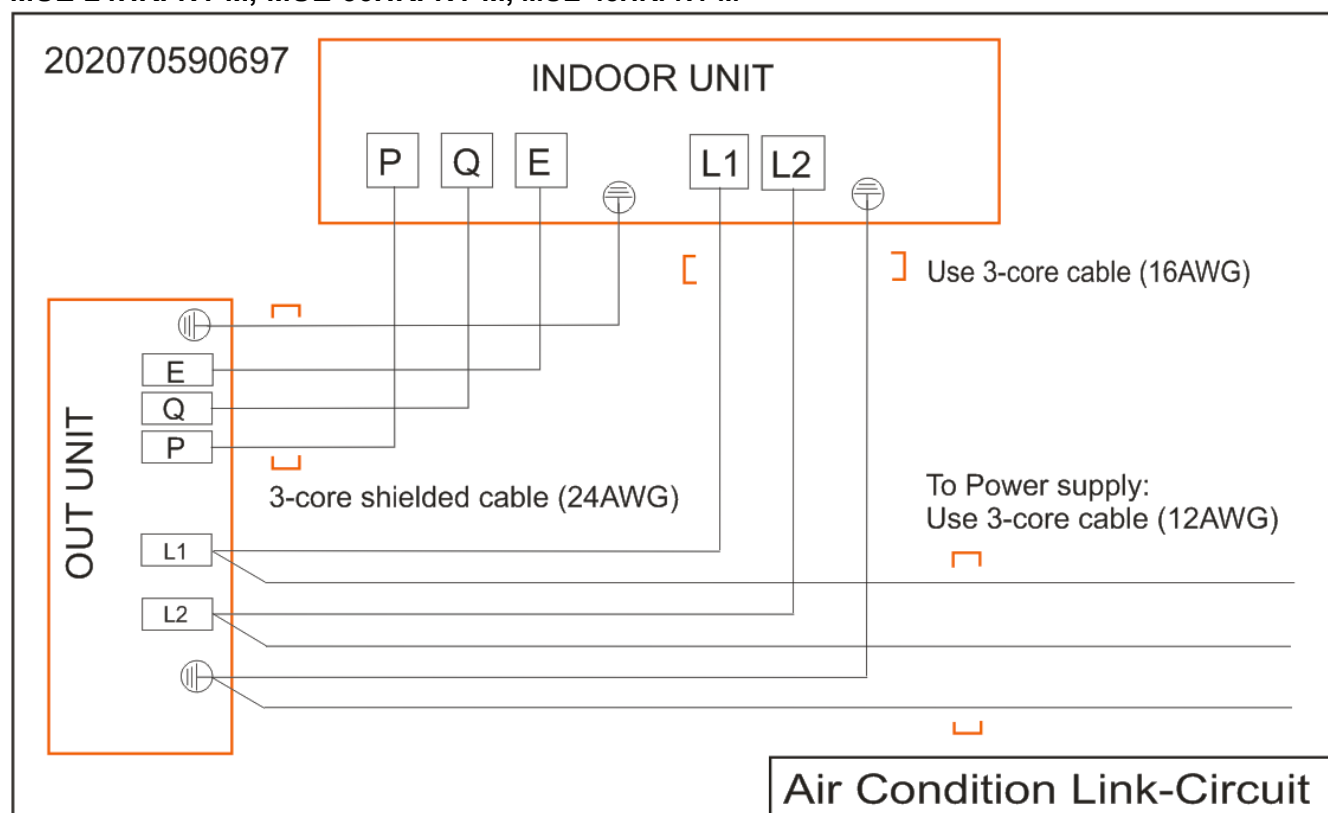 202070590697
INDOOR UNIT
P Q E L1 L2
Use 3-core cable (16AWG)
OUT UNIT
E
Q
P
3-core shielded cable (24AWG)
To Power supply:
Use 3-core cable (12AWG)
L1
L2
Air Condition Link-Circuit